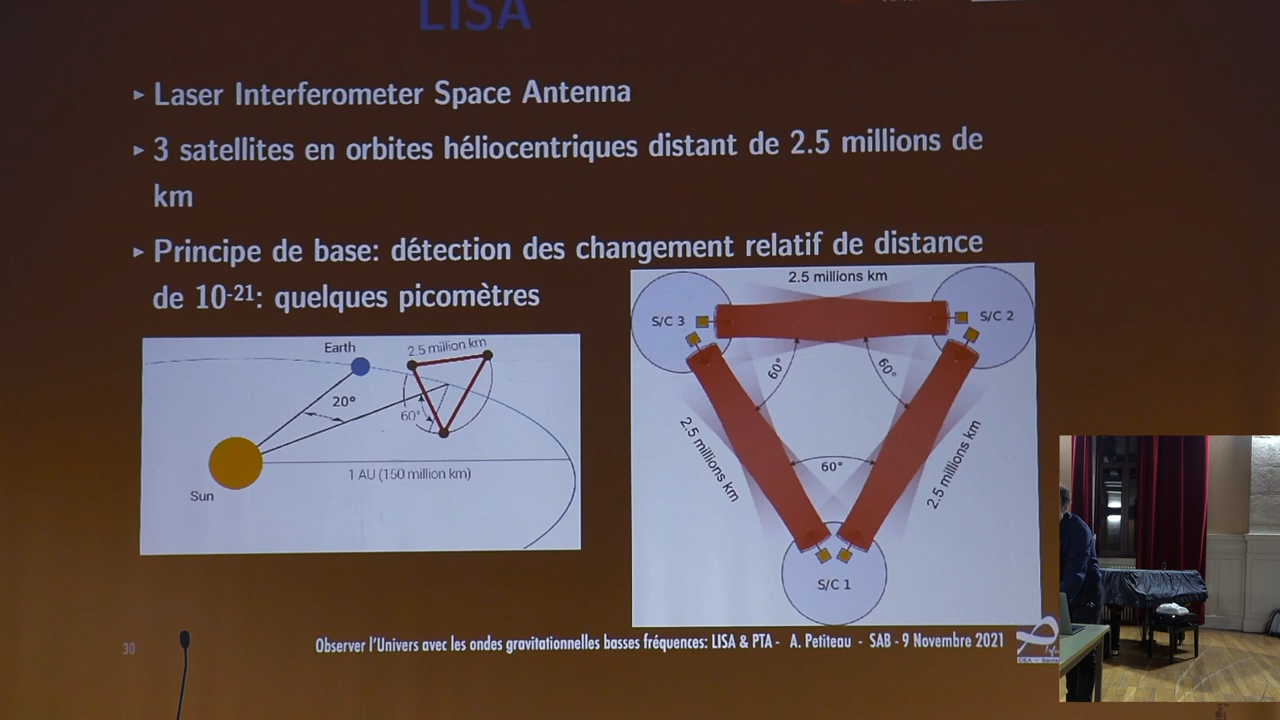 LISA
▸ Laser Interferometer Space Antenna
▸ 3 satellites en orbites héliocentriques distant de 2.5 millions de
km
▸ Principe de base: détection des changement relatif de distance
de 10-21: quelques picomètres
Earth
2.5 million km
20°
60°
1 AU (150 million km)
Sun
2.5 millions km
S/C 3
S/C 2
60°
60°
2.5 millions km
2.5 millions km
60°
S/C 1
30
Observer l'Univers avec les ondes gravitationnelles basses fréquences: LISA & PTA - A. Petiteau - SAB - 9 Novembre 2021